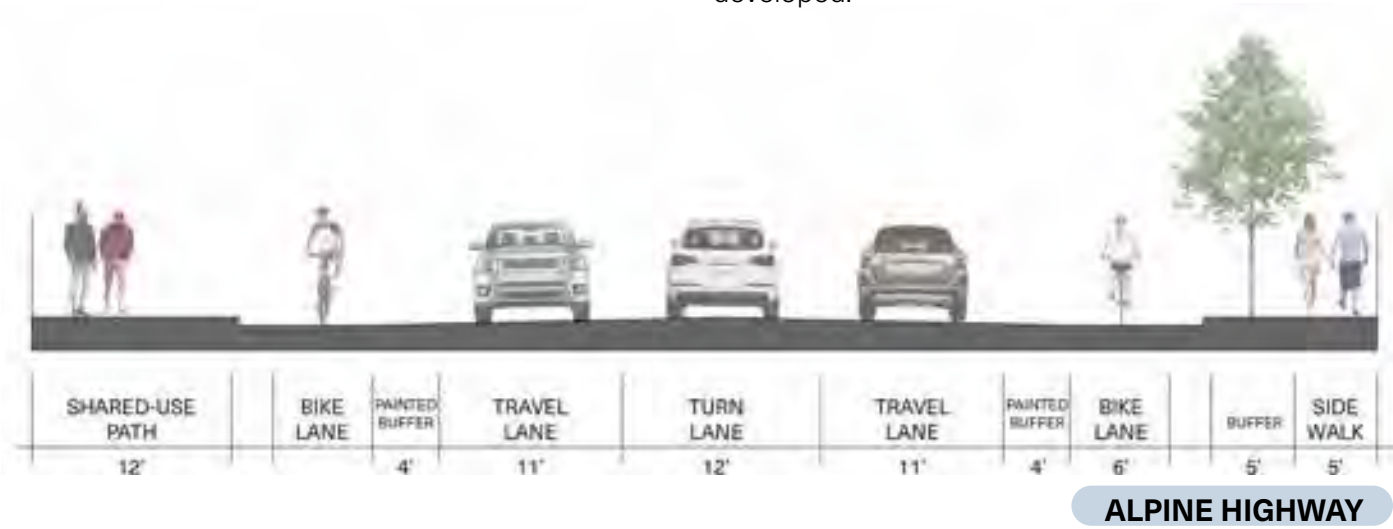 developed.
SHARED-USE PATH
BIKE LANE
PAINTED BUFFER
TRAVEL LANE
TURN LANE
TRAVEL LANE
PAINTED BUFFER
BIKE LANE
BUFFER
SIDE WALK
12'
4'
11'
12'
11'
4'
6'
5'
5'
ALPINE HIGHWAY